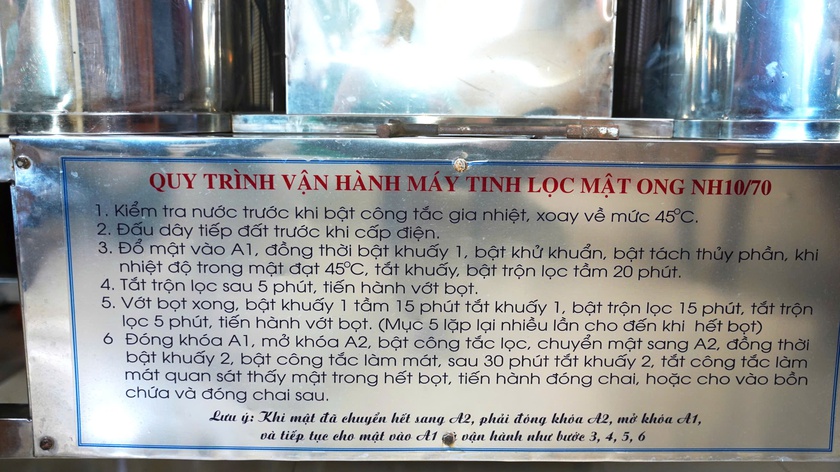 QUY TRÌNH VẬN HÀNH MÁY TINH LỌC MẬT ONG NH10/70
1. Kiểm tra nước trước khi bật công tắc gia nhiệt, xoay về mức 45°C.
2. Đấu dây tiếp đất trước khi cấp điện.
3. Đổ mật vào A1, đồng thời bật khuấy 1, bật khử khuẩn, bật tách thủy phần, khi
nhiệt độ trong mật đạt 45°C, tắt khuấy, bật trộn lọc tầm 20 phút.
4. Tắt trộn lọc sau 5 phút, tiến hành vớt bọt.
5. Vớt bọt xong, bật khuấy 1 tầm 15 phút tắt khuấy 1, bật trộn lọc 15 phút, tắt trộn
lọc 5 phút, tiến hành vớt bọt. (Mục 5 lặp lại nhiều lần cho đến khi hết bọt)
6 Đóng khóa A1, mở khóa A2, bật công tắc lọc, chuyển mật sang A2, đồng thời
bật khuấy 2, bật công tắc làm mát, sau 30 phút tắt khuấy 2, tắt công tắc làm
mát quan sát thấy mật trong hết bọt, tiến hành đóng chai, hoặc cho vào bồn
chứa và đóng chai sau.
Lưu ý: Khi mật đã chuyển hết sang A2, phải đóng khóa A2, mở khóa A1,
và tiếp tục cho mật vào A1 vận hành như bước 3, 4, 5, 6